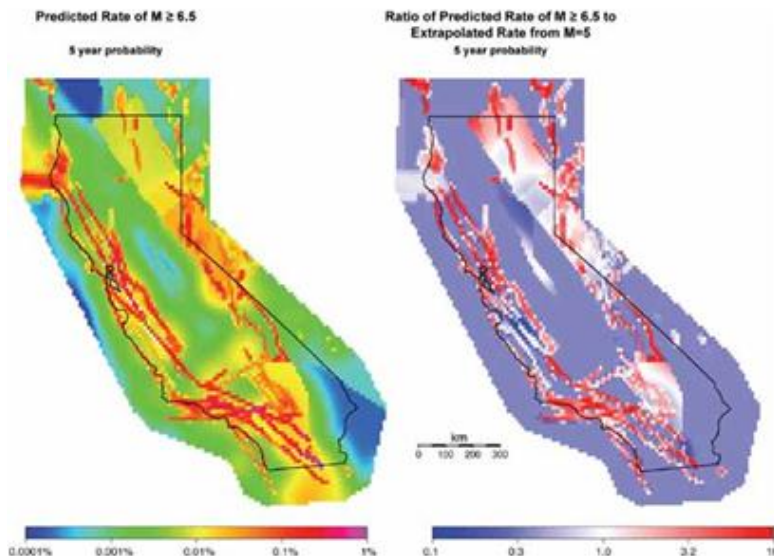 Predicted Rate of M ≥ 6.5
5 year probability
Ratio of Predicted Rate of M ≥ 6.5 to
Extrapolated Rate from M=5
5 year probability
km
0 100 200 300
0.0001% 0.001% 0.01% 0.1% 1%
0.1 0.3 1.0 3.2